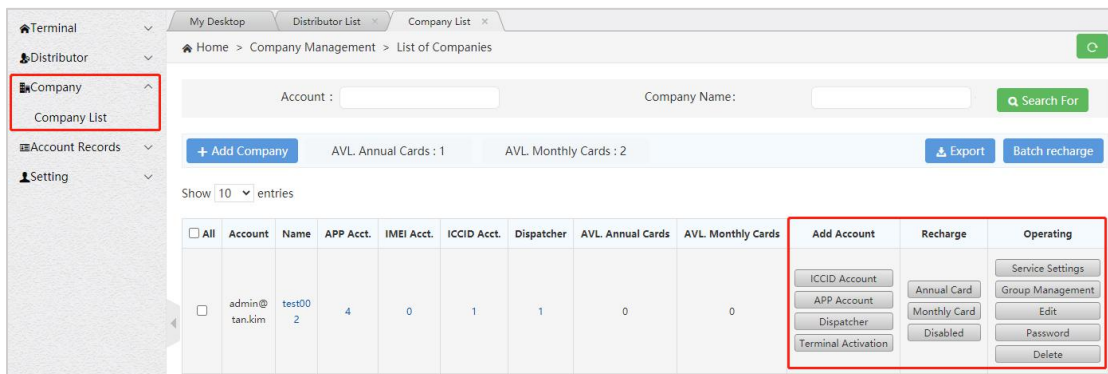 My Desktop Distributor List × Company List ×
Terminal
Home > Company Management > List of Companies
Distributor
Company
Company List
Account Records
Setting
Account : Company Name: Search For
+ Add Company AVL. Annual Cards : 1 AVL. Monthly Cards : 2 Export Batch recharge
Show 10 entries
All Account Name APP Acct. IMEI Acct. ICCID Acct. Dispatcher AVL. Annual Cards AVL. Monthly Cards Add Account Recharge Operating
admin@
tan.kim
test00
2
4 0 1 1 0 0
ICCID Account
APP Account
Dispatcher
Terminal Activation
Annual Card
Monthly Card
Disabled
Service Settings
Group Management
Edit
Password
Delete